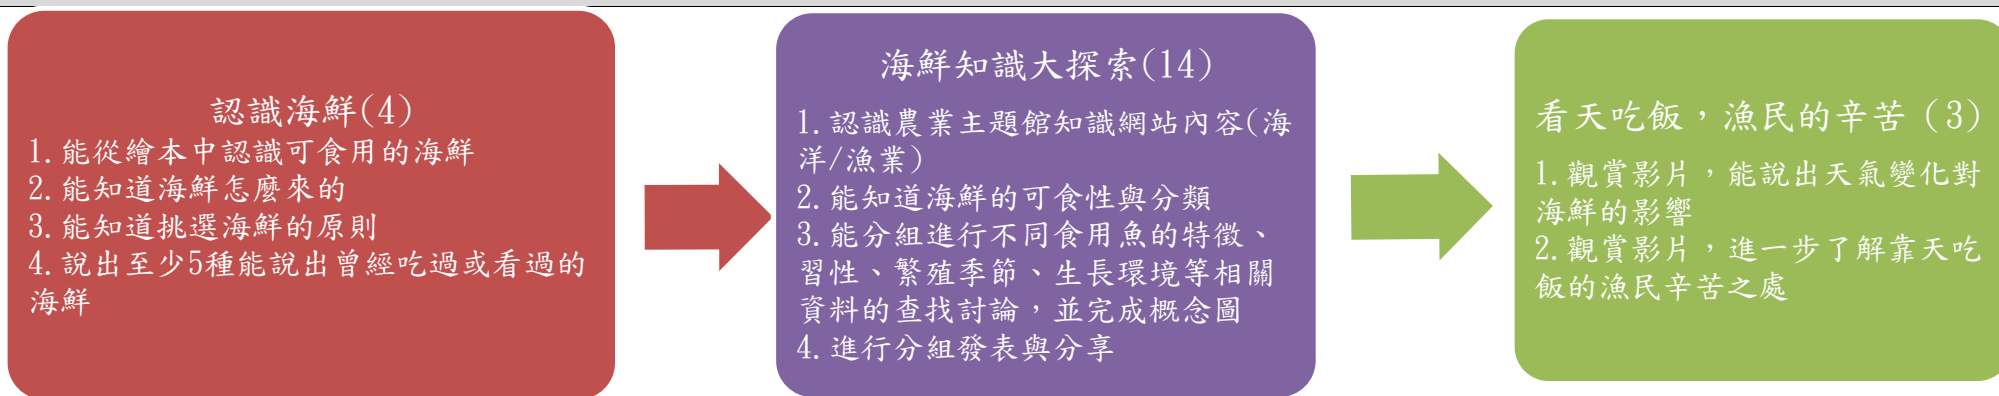 認識海鮮(4)
1.能從繪本中認識可食用的海鮮
2.能知道海鮮怎麼來的
3.能知道挑選海鮮的原則
4.說出至少5種能說出曾經吃過或看過的
海鮮
海鮮知識大探索(14)
1.認識農業主題館知識網站內容(海
洋/漁業)
2.能知道海鮮的可食性與分類
3.能分組進行不同食用魚的特徵、
習性、繁殖季節、生長環境等相關
資料的查找討論，並完成概念圖
4.進行分組發表與分享
看天吃飯，漁民的辛苦（3）
1.觀賞影片，能說出天氣變化對
海鮮的影響
2.觀賞影片，進一步了解靠天吃
飯的漁民辛苦之處